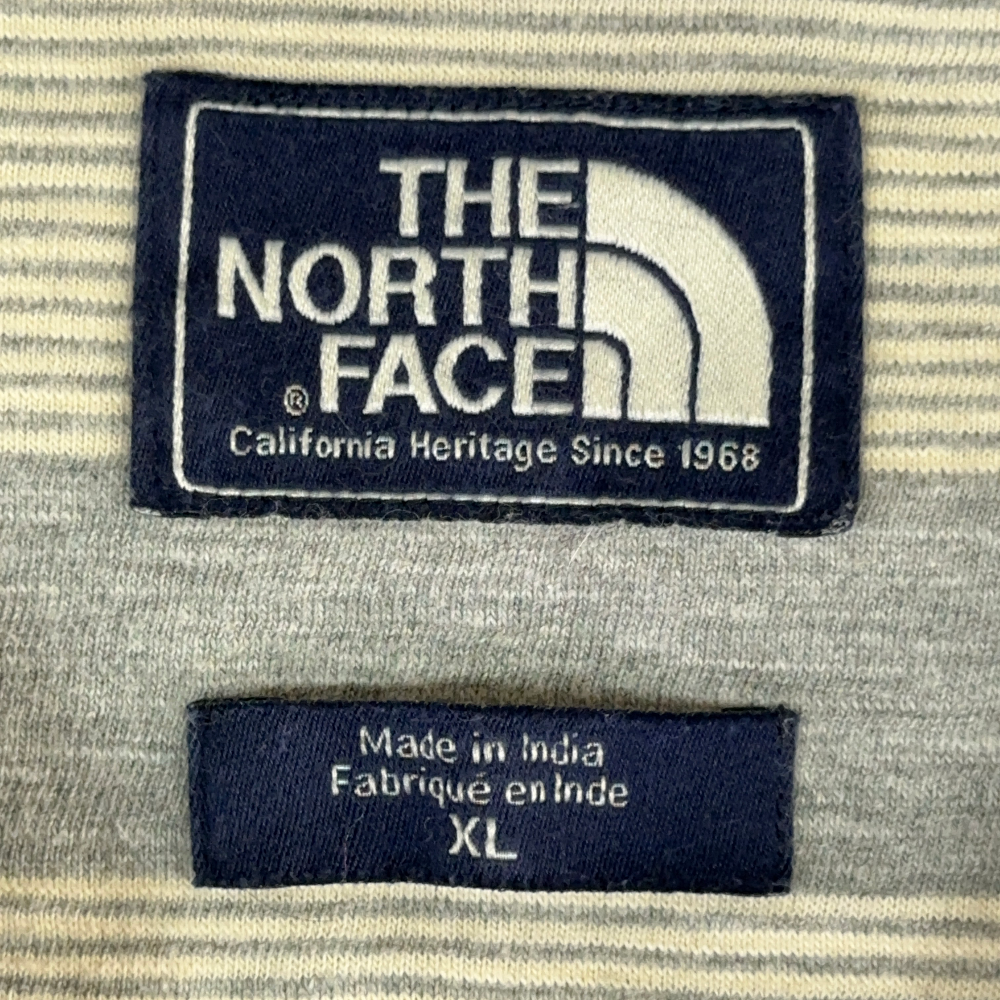 THE
NORTH
® FACE
California Heritage Since 1968
Made in India
Fabriqué en Inde
XL